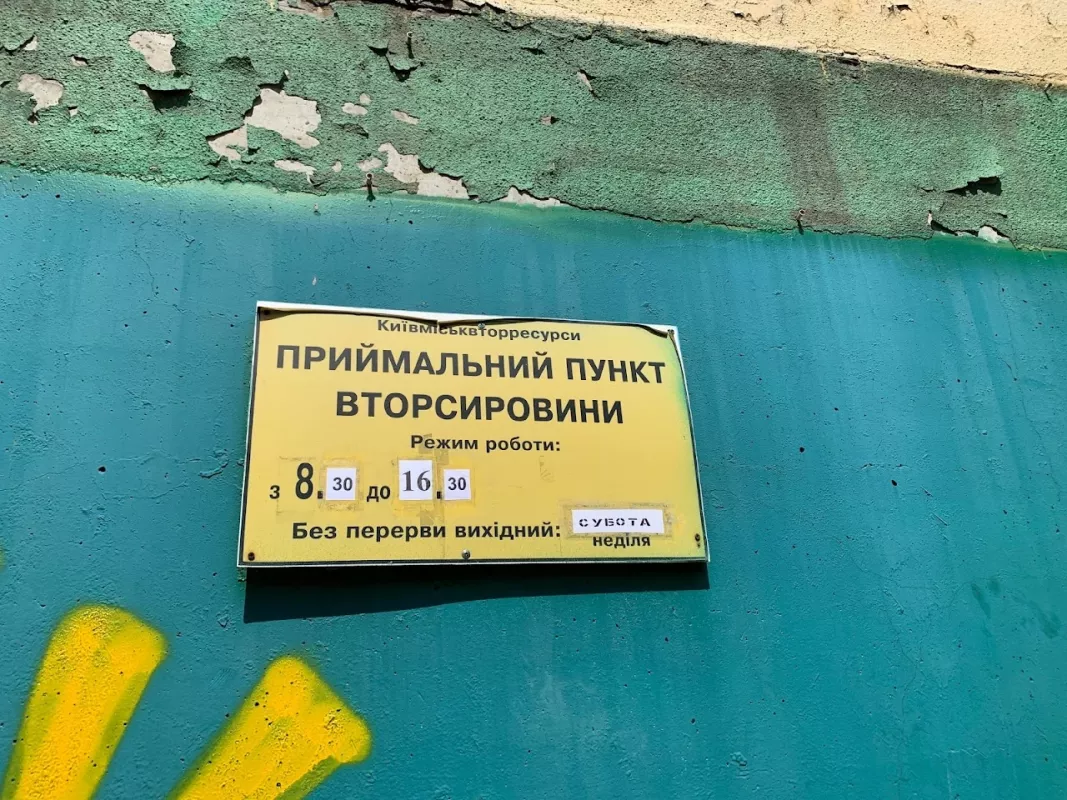 Київміськвторресурси
ПРИЙМАЛЬНИЙ ПУНКТ
ВТОРСИРОВИНИ
Режим роботи:
з 8.30 до 16.30
Без перерви вихідний: СУБОТА
неділя